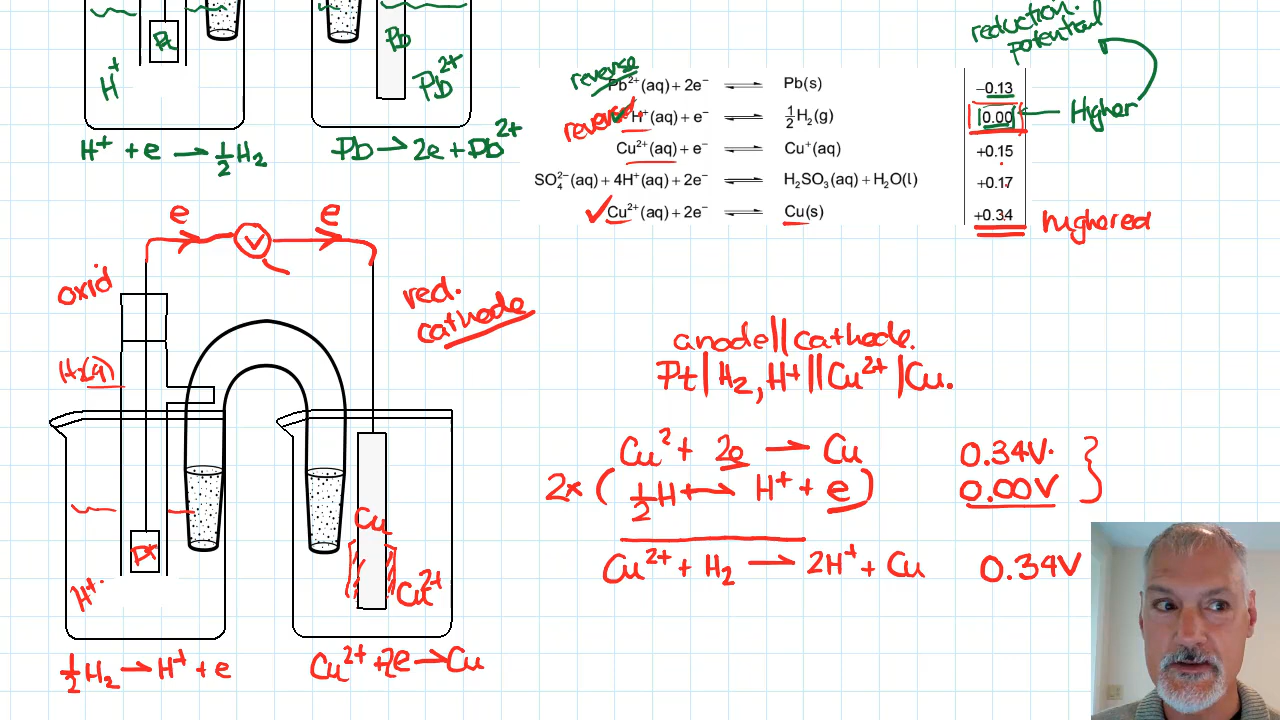 reduction
potential
Pt
H⁺
Pb
Pb²⁺
H⁺ + e → ½H₂
Pb → 2e + Pb²⁺
reverse
Pb²⁺(aq) + 2e⁻ ⇌ Pb(s) −0.13
reversed
H⁺(aq) + e⁻ ⇌ ½H₂(g) 0.00 ← Higher
Cu²⁺(aq) + e⁻ ⇌ Cu⁺(aq) +0.15
SO₄²⁻(aq) + 4H⁺(aq) + 2e⁻ ⇌ H₂SO₃(aq) + H₂O(l) +0.17
✓ Cu²⁺(aq) + 2e⁻ ⇌ Cu(s) +0.34 higher red
e
V
e
oxid
red.
cathode
H₂(g)
Pt
H⁺
Cu
Cu²⁺
½H₂ → H⁺ + e
Cu²⁺ + 2e → Cu
anode || cathode.
Pt | H₂, H⁺ || Cu²⁺ | Cu.
Cu² + 2e → Cu 0.34V
2x ( ½H → H⁺ + e ) 0.00V
Cu²⁺ + H₂ → 2H⁺ + Cu 0.34V